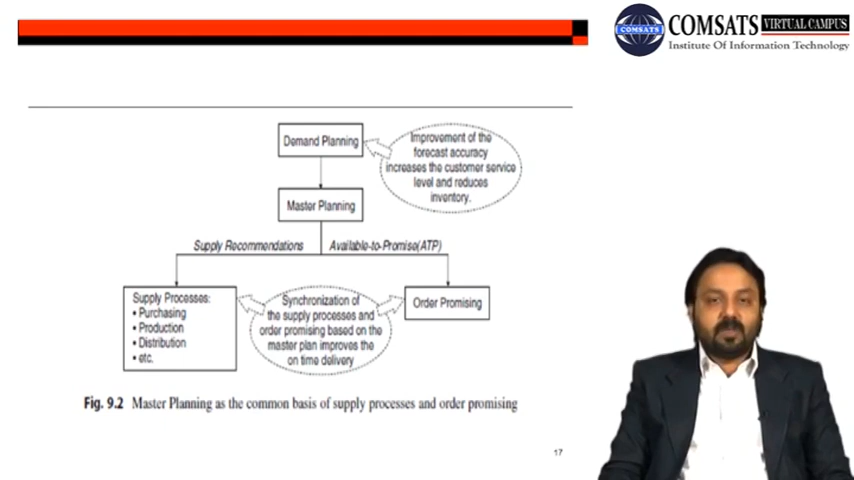 COMSATS VIRTUAL CAMPUS
COMSATS
Institute Of Information Technology
Demand Planning
Improvement of the
forecast accuracy
increases the customer service
level and reduces
inventory.
Master Planning
Supply Recommendations
Available-to-Promise(ATP)
Supply Processes:
• Purchasing
• Production
• Distribution
• etc.
Synchronization of
the supply processes and
order promising based on the
master plan improves the
on time delivery
Order Promising
Fig. 9.2 Master Planning as the common basis of supply processes and order promising
17